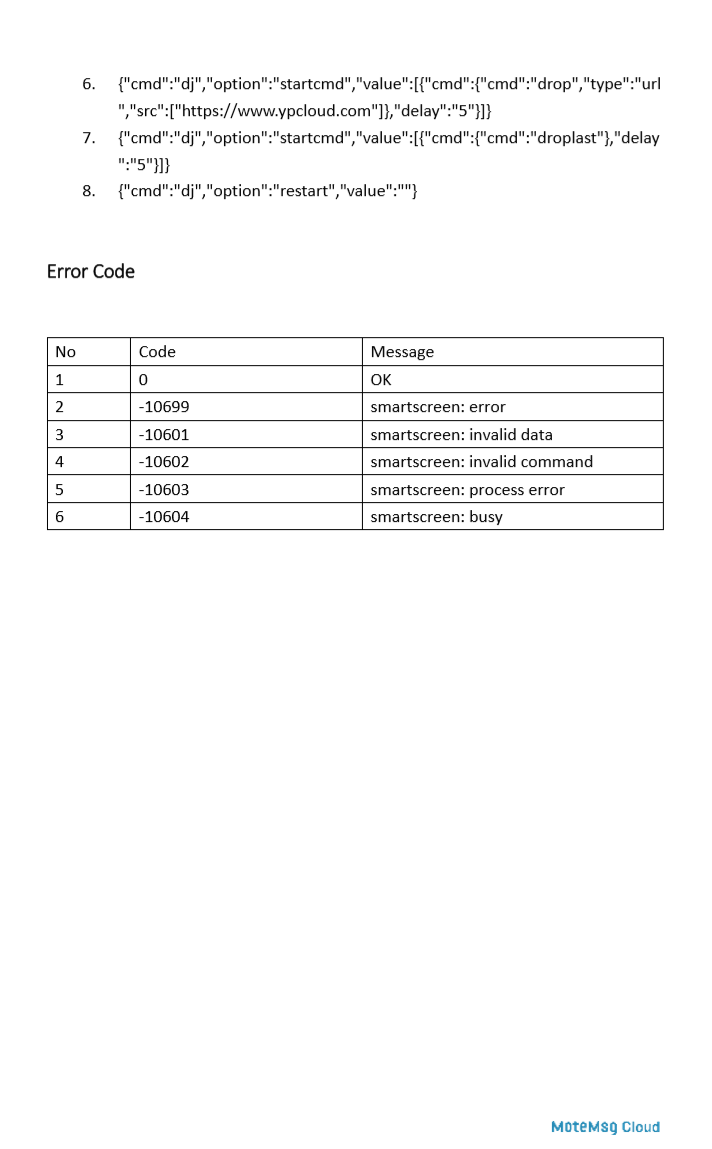 6. {"cmd":"dj","option":"startcmd","value":[{"cmd":{"cmd":"drop","type":"url
","src":["https://www.ypcloud.com"]},"delay":"5"}]}
7. {"cmd":"dj","option":"startcmd","value":[{"cmd":{"cmd":"droplast"},"delay
":"5"}]}
8. {"cmd":"dj","option":"restart","value":""}
Error Code
No Code Message
1 0 OK
2 -10699 smartscreen: error
3 -10601 smartscreen: invalid data
4 -10602 smartscreen: invalid command
5 -10603 smartscreen: process error
6 -10604 smartscreen: busy
MoteMsg Cloud